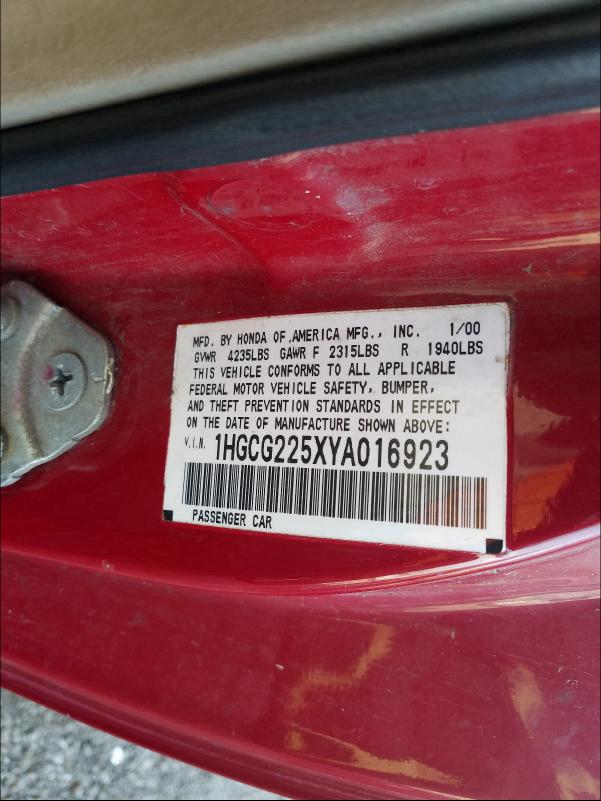 MFD. BY HONDA OF AMERICA MFG., INC. 1/00
GVWR 4235LBS GAWR F 2315LBS R 1940LBS
THIS VEHICLE CONFORMS TO ALL APPLICABLE
FEDERAL MOTOR VEHICLE SAFETY, BUMPER,
AND THEFT PREVENTION STANDARDS IN EFFECT
ON THE DATE OF MANUFACTURE SHOWN ABOVE:
V.I.N. 1HGCG225XYA016923
PASSENGER CAR